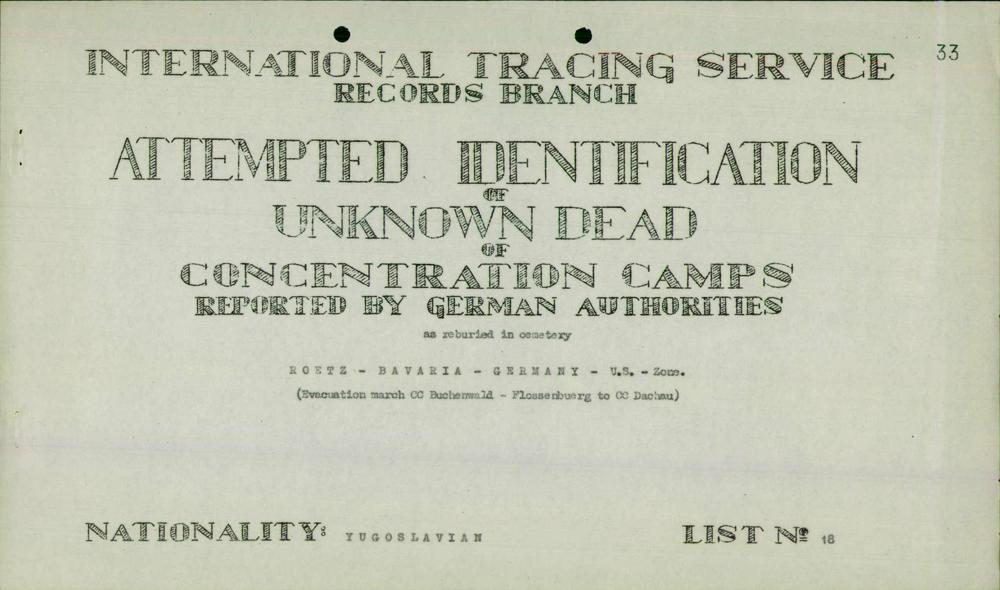 33
INTERNATIONAL TRACING SERVICE
RECORDS BRANCH
ATTEMPTED IDENTIFICATION
OF
UNKNOWN DEAD
OF
CONCENTRATION CAMPS
REPORTED BY GERMAN AUTHORITIES
as reburied in cemetery
ROETZ - BAVARIA - GERMANY - U.S. - Zone.
(Evacuation march CC Buchenwald - Flossenbuerg to CC Dachau)
NATIONALITY: YUGOSLAVIAN LIST Nº 18